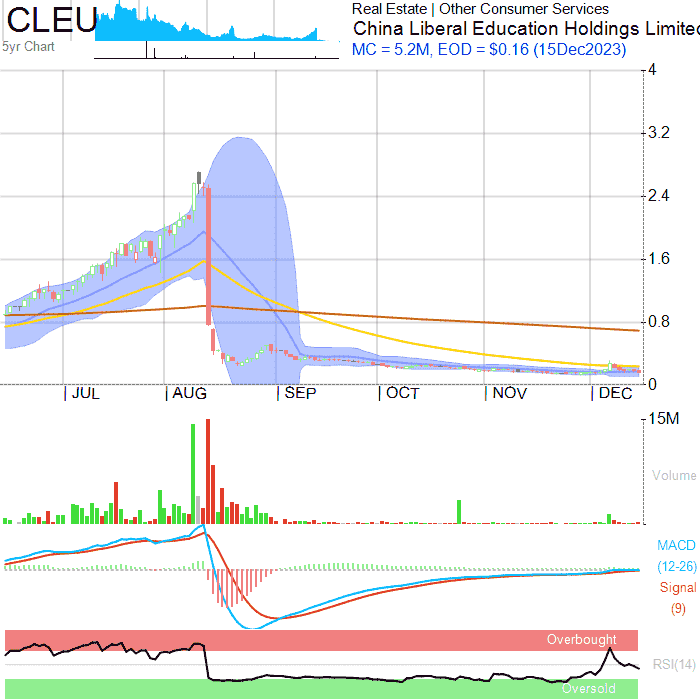 CLEU
5yr Chart
Real Estate | Other Consumer Services
China Liberal Education Holdings Limited
MC = 5.2M, EOD = $0.16 (15Dec2023)
4
3.2
2.4
1.6
0.8
0
JUL
AUG
SEP
OCT
NOV
DEC
15M
Volume
MACD
(12-26)
Signal
(9)
Overbought
RSI(14)
Oversold